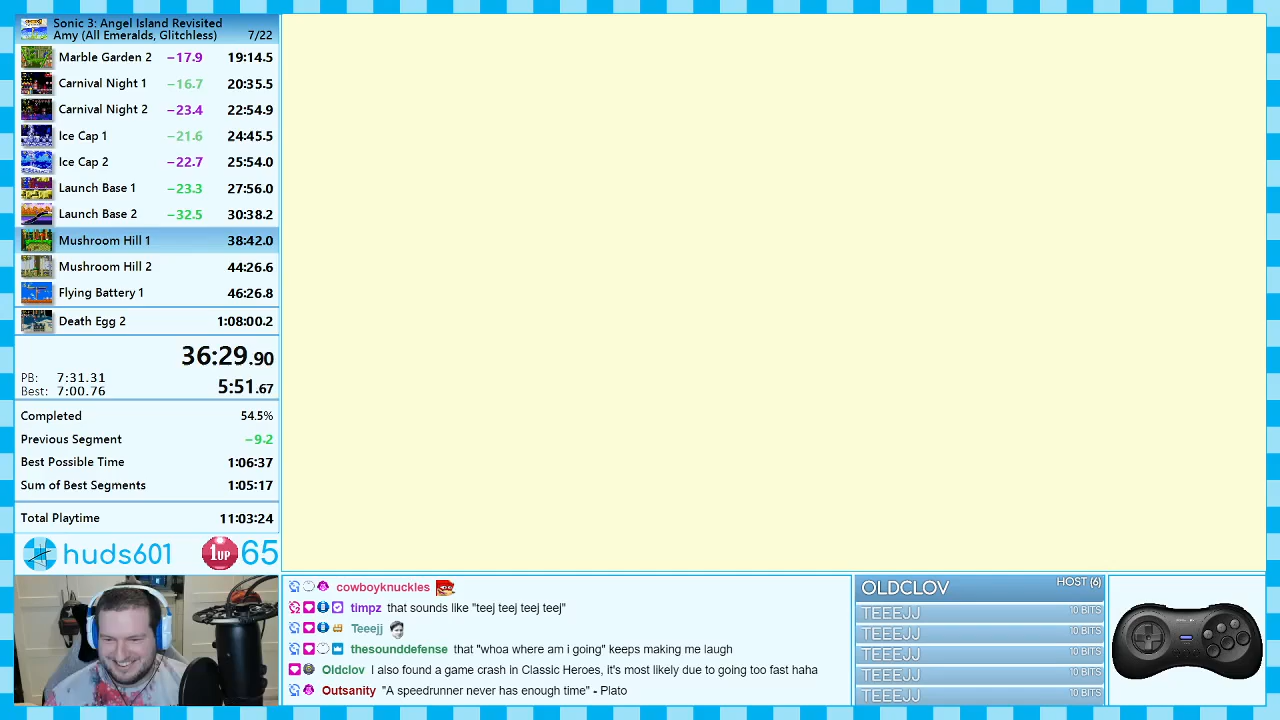 Sonic 3: Angel Island Revisited
Amy (All Emeralds, Glitchless) 7/22
Marble Garden 2 −17.9 19:14.5
Carnival Night 1 −16.7 20:35.5
Carnival Night 2 −23.4 22:54.9
Ice Cap 1 −21.6 24:45.5
Ice Cap 2 −22.7 25:54.0
Launch Base 1 −23.3 27:56.0
Launch Base 2 −32.5 30:38.2
Mushroom Hill 1 38:42.0
Mushroom Hill 2 44:26.6
Flying Battery 1 46:26.8
Death Egg 2 1:08:00.2
36:29.90
PB: 7:31.31
Best: 7:00.76
5:51.67
Completed 54.5%
Previous Segment −9.2
Best Possible Time 1:06:37
Sum of Best Segments 1:05:17
Total Playtime 11:03:24
huds601 1UP 65
cowboyknuckles
timpz that sounds like "teej teej teej teej"
Teeejj
thesounddefense that "whoa where am i going" keeps making me laugh
Oldclov I also found a game crash in Classic Heroes, it's most likely due to going too fast haha
Outsanity "A speedrunner never has enough time" - Plato
OLDCLOV HOST (6)
TEEEJJ 10 BITS
TEEEJJ 10 BITS
TEEEJJ 10 BITS
TEEEJJ 10 BITS
TEEEJJ 10 BITS